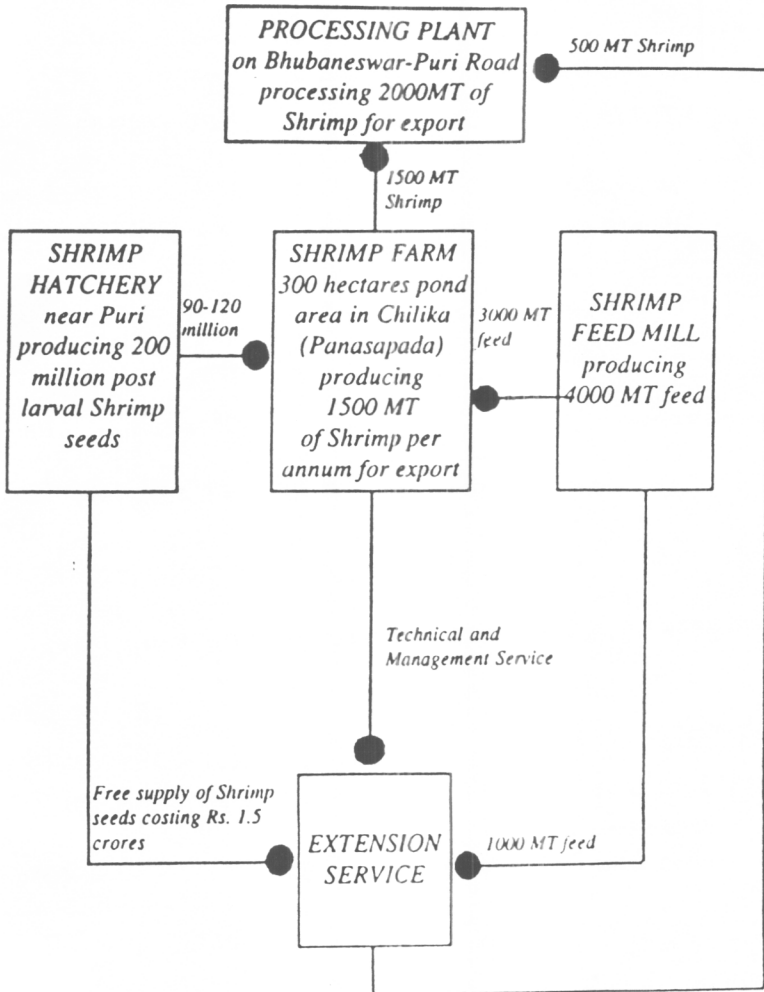 PROCESSING PLANT
on Bhubaneswar-Puri Road
processing 2000MT of
Shrimp for export
500 MT Shrimp
1500 MT
Shrimp
SHRIMP
HATCHERY
near Puri
producing 200
million post
larval Shrimp
seeds
90-120
million
SHRIMP FARM
300 hectares pond
area in Chilika
(Panasapada)
producing
1500 MT
of Shrimp per
annum for export
3000 MT
feed
SHRIMP
FEED MILL
producing
4000 MT feed
Technical and
Management Service
Free supply of Shrimp
seeds costing Rs. 1.5
crores
EXTENSION
SERVICE
1000 MT feed